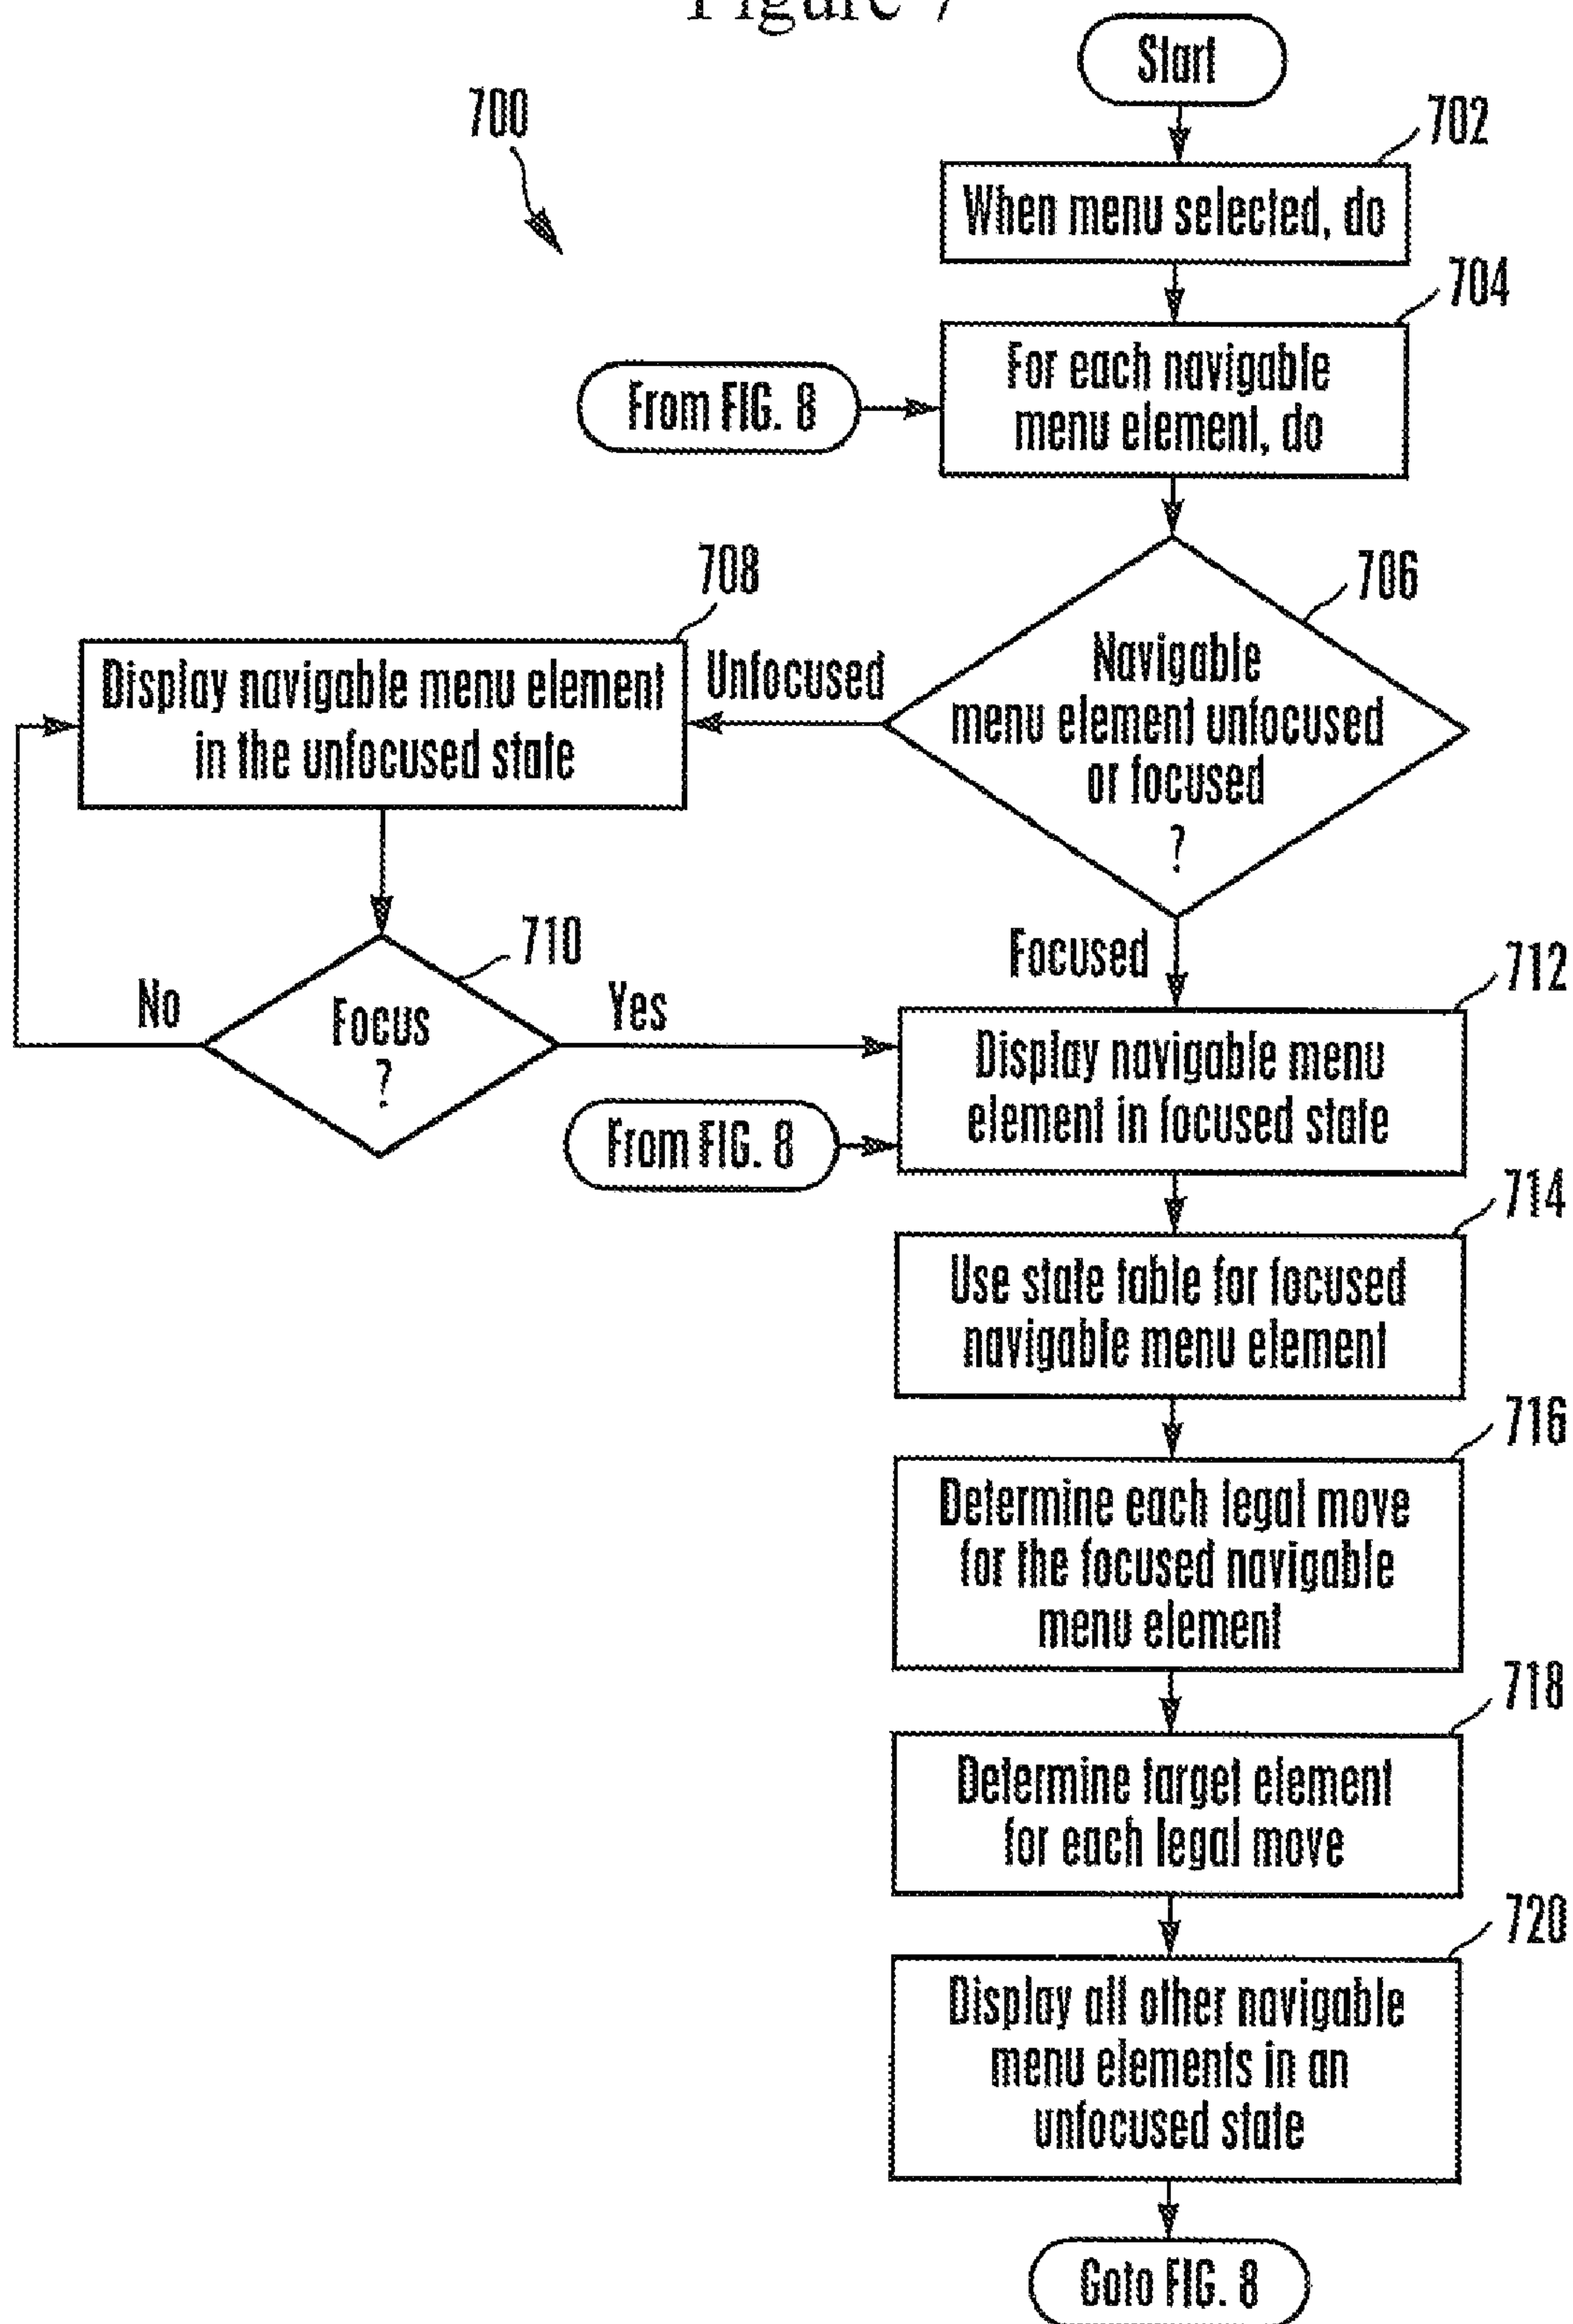 Figure 7
Start
700
702
When menu selected, do
704
For each navigable
menu element, do
From FIG. 8
706
Navigable
menu element unfocused
or focused
?
708
Unfocused
Display navigable menu element
in the unfocused state
710
Focus
?
No
Yes
Focused
712
Display navigable menu
element in focused state
From FIG. 8
714
Use state table for focused
navigable menu element
716
Determine each legal move
for the focused navigable
menu element
718
Determine target element
for each legal move
720
Display all other navigable
menu elements in an
unfocused state
Goto FIG. 8